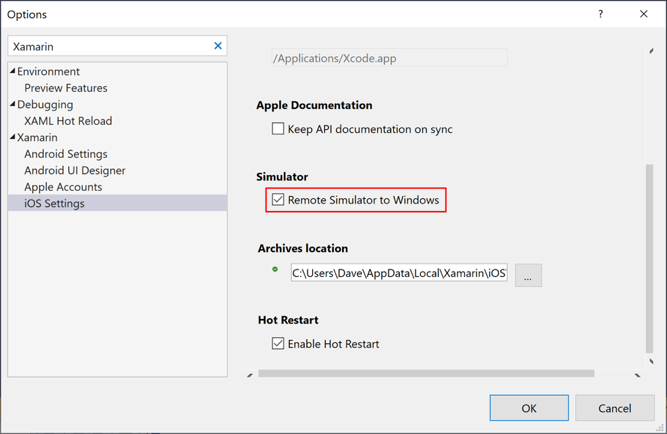 Options
Xamarin
Environment
Preview Features
Debugging
XAML Hot Reload
Xamarin
Android Settings
Android UI Designer
Apple Accounts
iOS Settings
/Applications/Xcode.app
Apple Documentation
Keep API documentation on sync
Simulator
Remote Simulator to Windows
Archives location
C:\Users\Dave\AppData\Local\Xamarin\iOS
...
Hot Restart
Enable Hot Restart
OK
Cancel